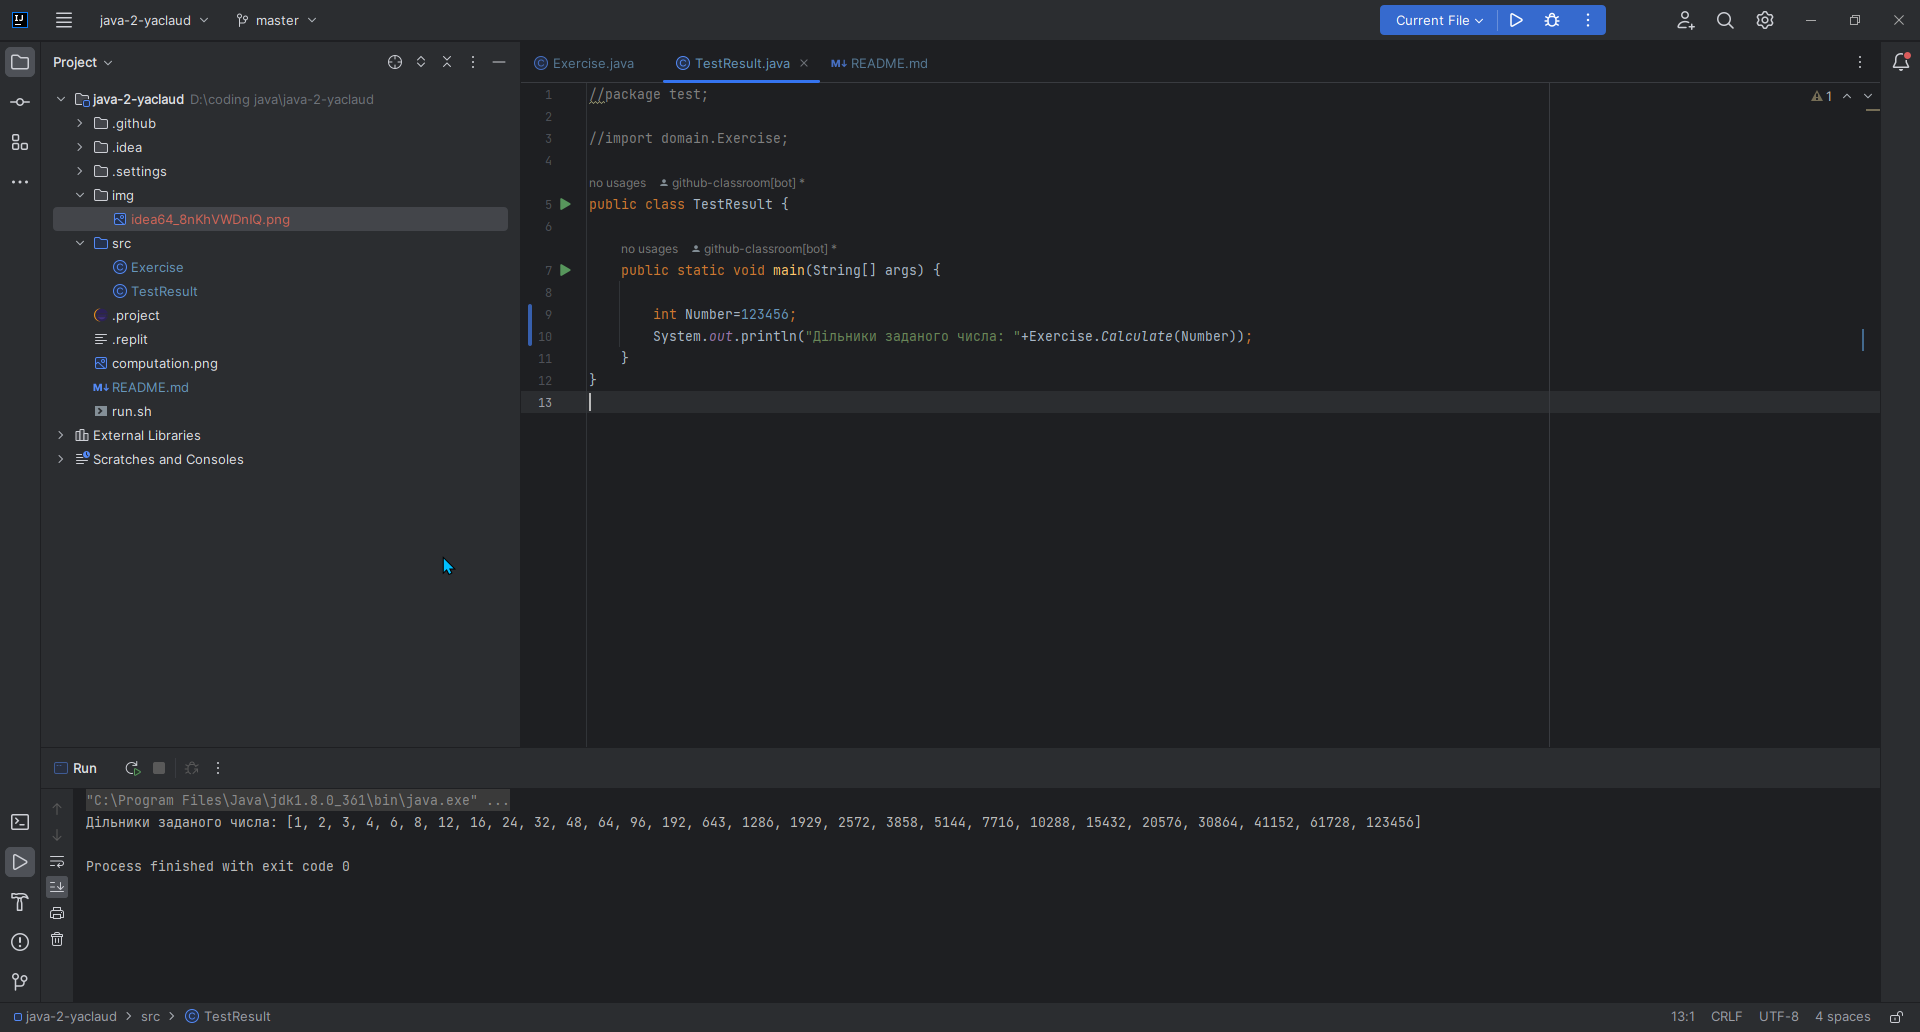 java-2-yaclaud
master
Current File
Project
java-2-yaclaud D:\coding java\java-2-yaclaud
.github
.idea
.settings
img
idea64_8nKhVWDnIQ.png
src
Exercise
TestResult
.project
.replit
computation.png
README.md
run.sh
External Libraries
Scratches and Consoles
Exercise.java
TestResult.java
README.md
1 //package test;
2
3 //import domain.Exercise;
4
no usages github-classroom[bot] *
5 public class TestResult {
6
no usages github-classroom[bot] *
7 public static void main(String[] args) {
8
9 int Number=123456;
10 System.out.println("Дільники заданого числа: "+Exercise.Calculate(Number));
11 }
12 }
13
1
Run
"C:\Program Files\Java\jdk1.8.0_361\bin\java.exe" ...
Дільники заданого числа: [1, 2, 3, 4, 6, 8, 12, 16, 24, 32, 48, 64, 96, 192, 643, 1286, 1929, 2572, 3858, 5144, 7716, 10288, 15432, 20576, 30864, 41152, 61728, 123456]
Process finished with exit code 0
java-2-yaclaud > src > TestResult
13:1 CRLF UTF-8 4 spaces